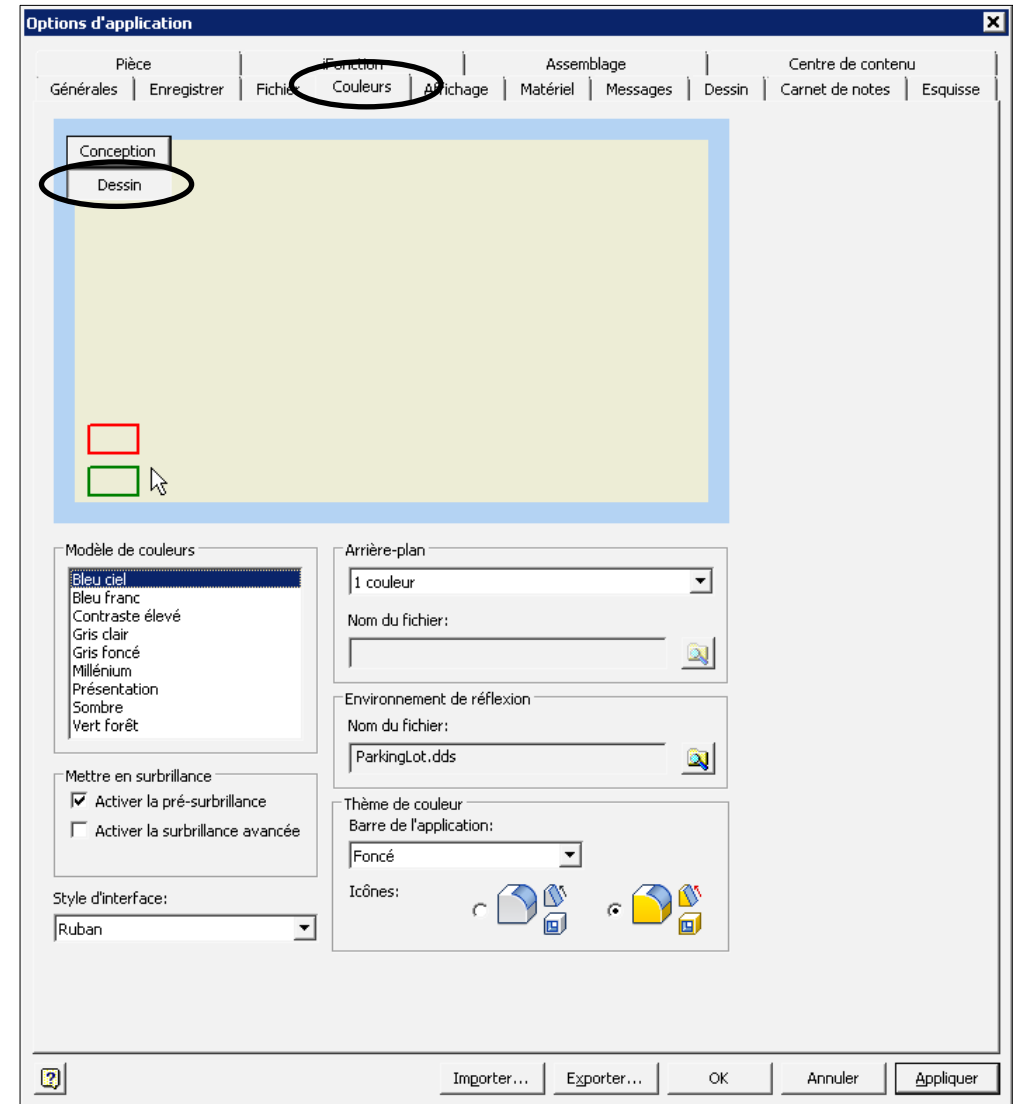 Options d'application
Pièce iFonction Assemblage Centre de contenu
Générales Enregistrer Fichier Couleurs Affichage Matériel Messages Dessin Carnet de notes Esquisse
Conception
Dessin
Modèle de couleurs
Bleu ciel
Bleu franc
Contraste élevé
Gris clair
Gris foncé
Millénium
Présentation
Sombre
Vert forêt
Mettre en surbrillance
Activer la pré-surbrillance
Activer la surbrillance avancée
Style d'interface:
Ruban
Arrière-plan
1 couleur
Nom du fichier:
Environnement de réflexion
Nom du fichier:
ParkingLot.dds
Thème de couleur
Barre de l'application:
Foncé
Icônes:
Importer... Exporter... OK Annuler Appliquer